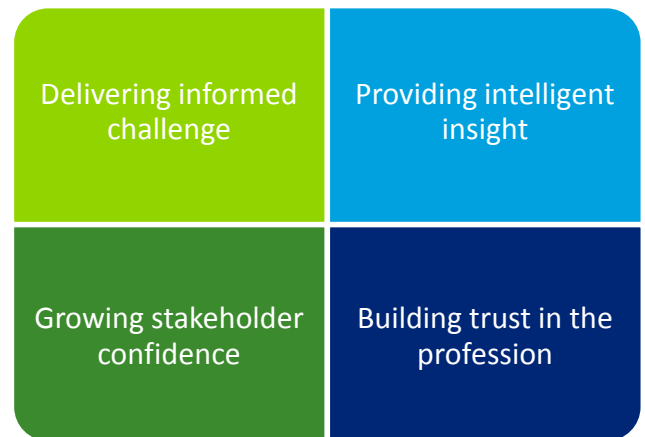 Delivering informed
challenge
Providing intelligent
insight
Growing stakeholder
confidence
Building trust in the
profession